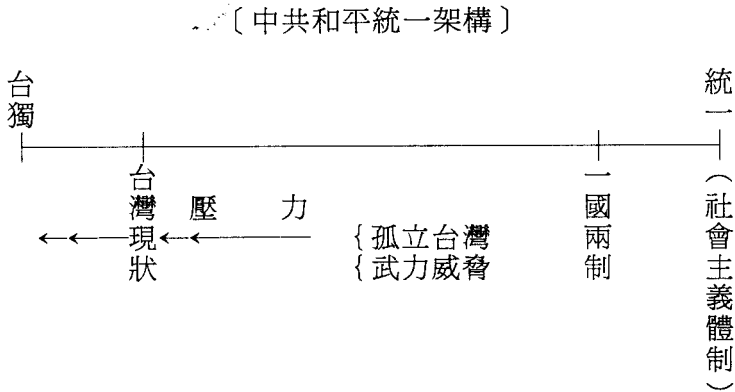 〔中共和平統一架構〕
台獨
統一(社會主義體制)
台灣現狀
壓力
{孤立台灣
{武力威脅
一國兩制